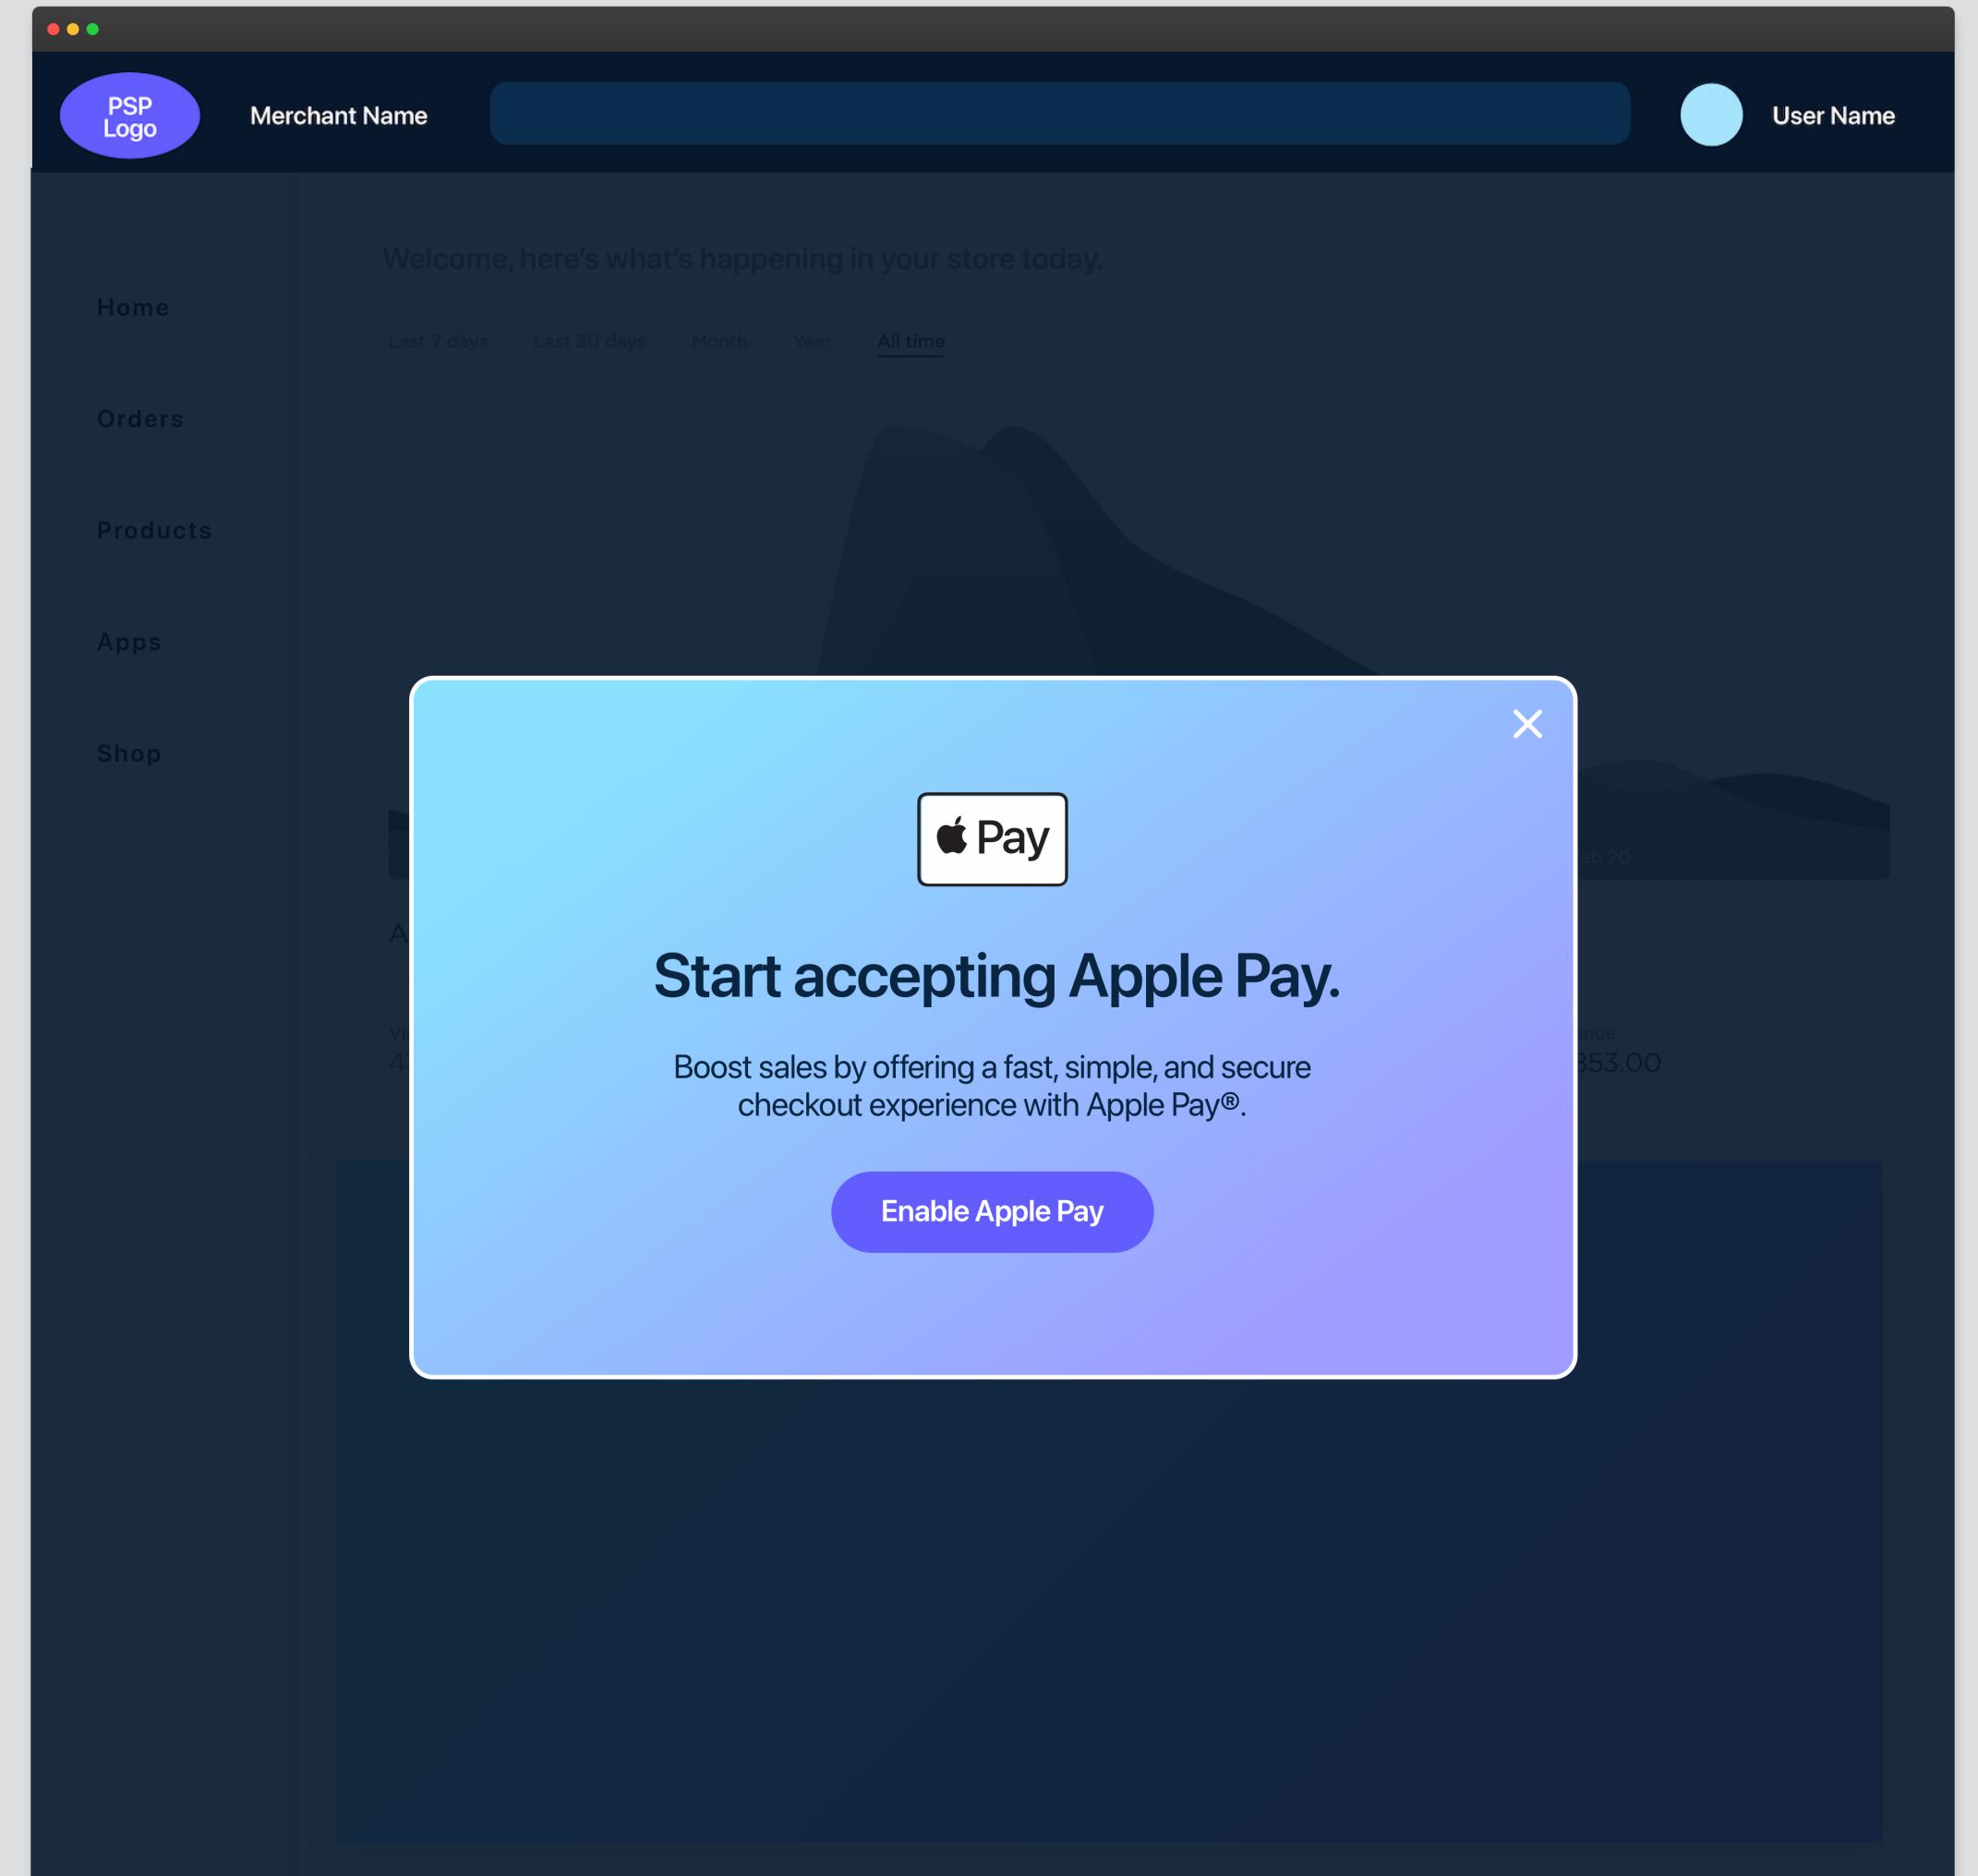 PSP
Logo
Merchant Name
User Name
Welcome, here’s what’s happening in your store today.
Home
Last 7 days
Last 30 days
Month
Year
All time
Orders
Products
Apps
Shop
Pay
20
Start accepting Apple Pay.
Boost sales by offering a fast, simple, and secure
checkout experience with Apple Pay®.
Enable Apple Pay